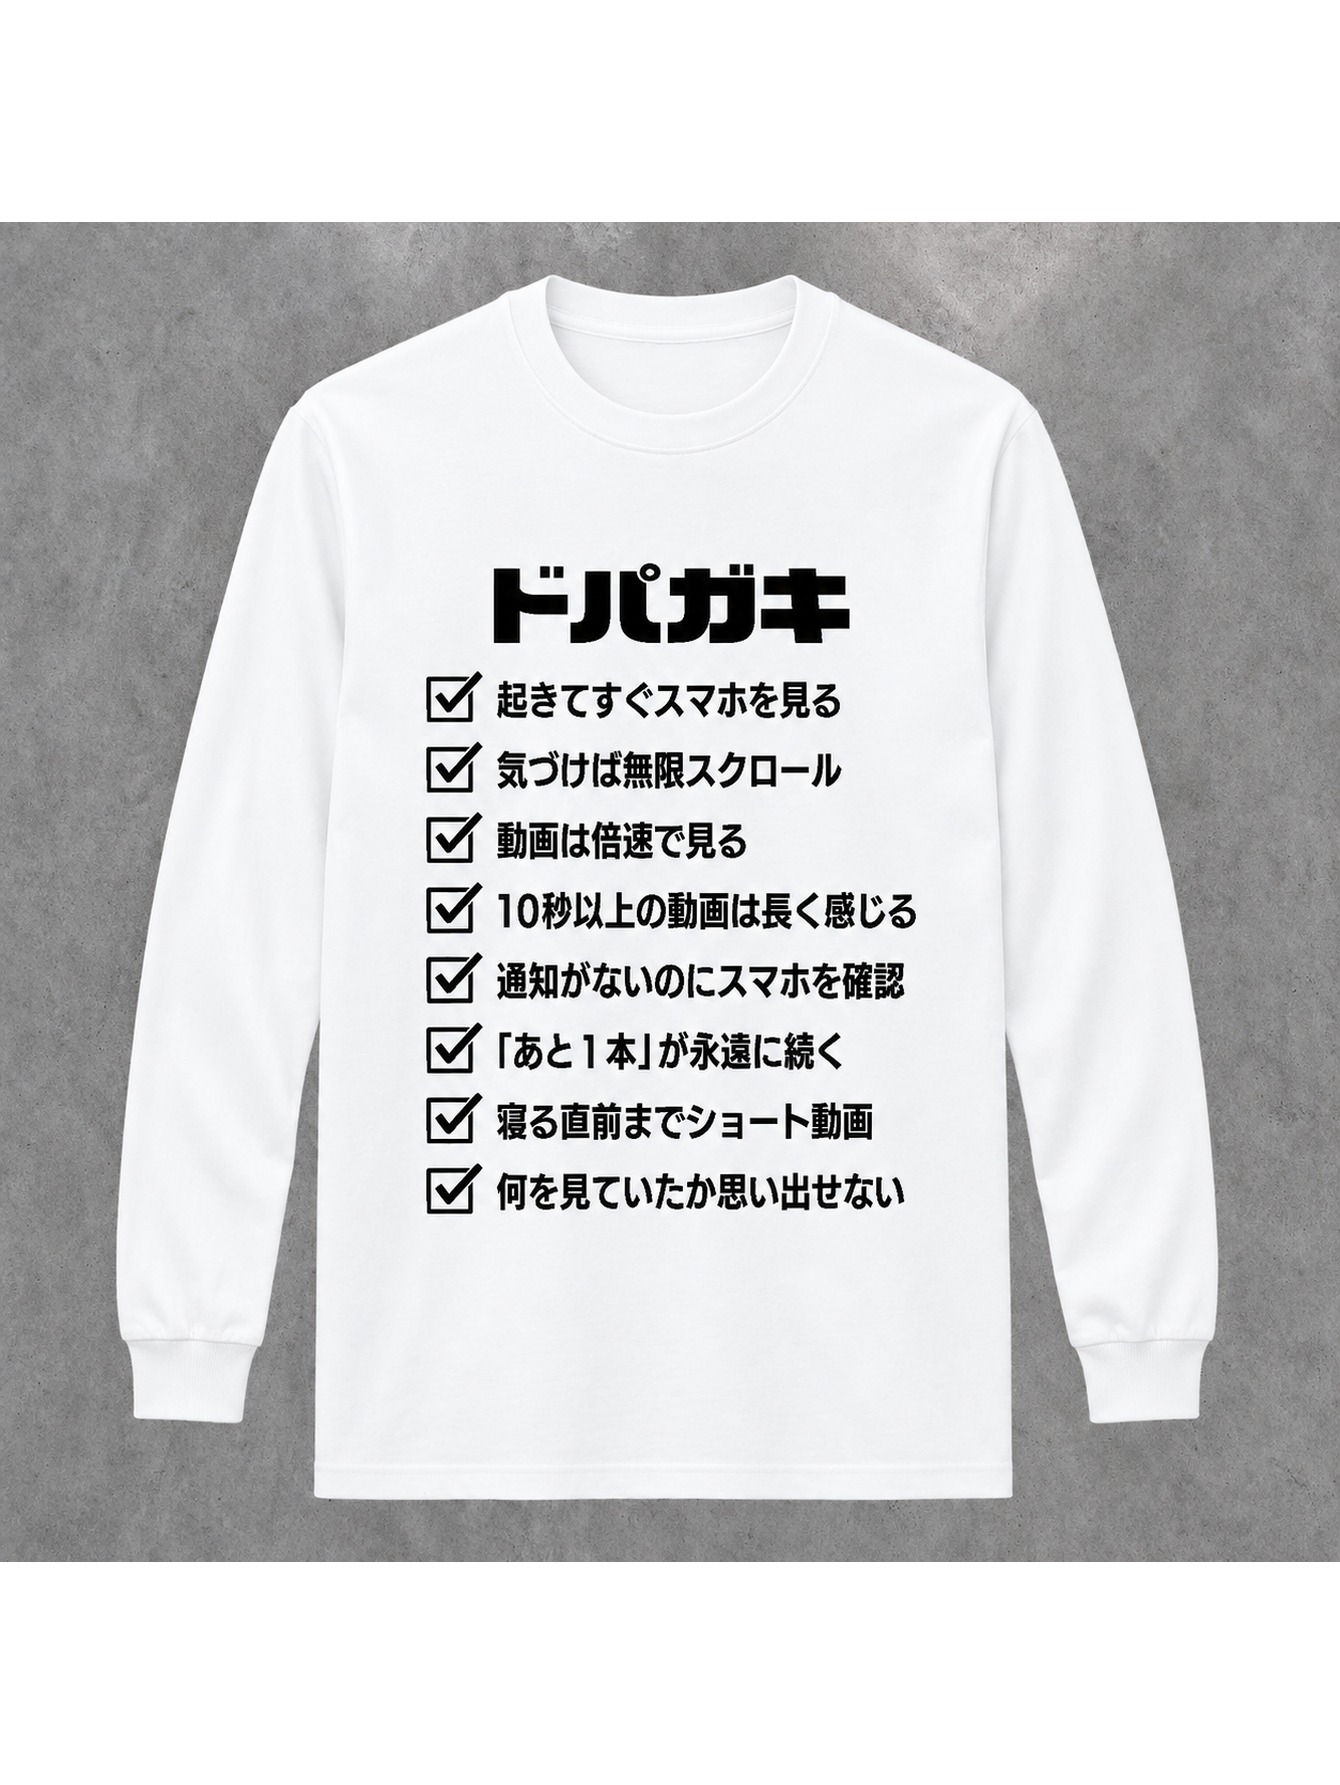 ドパガキ
起きてすぐスマホを見る
気づけば無限スクロール
動画は倍速で見る
10秒以上の動画は長く感じる
通知がないのにスマホを確認
「あと1本」が永遠に続く
寝る直前までショート動画
何を見ていたか思い出せない